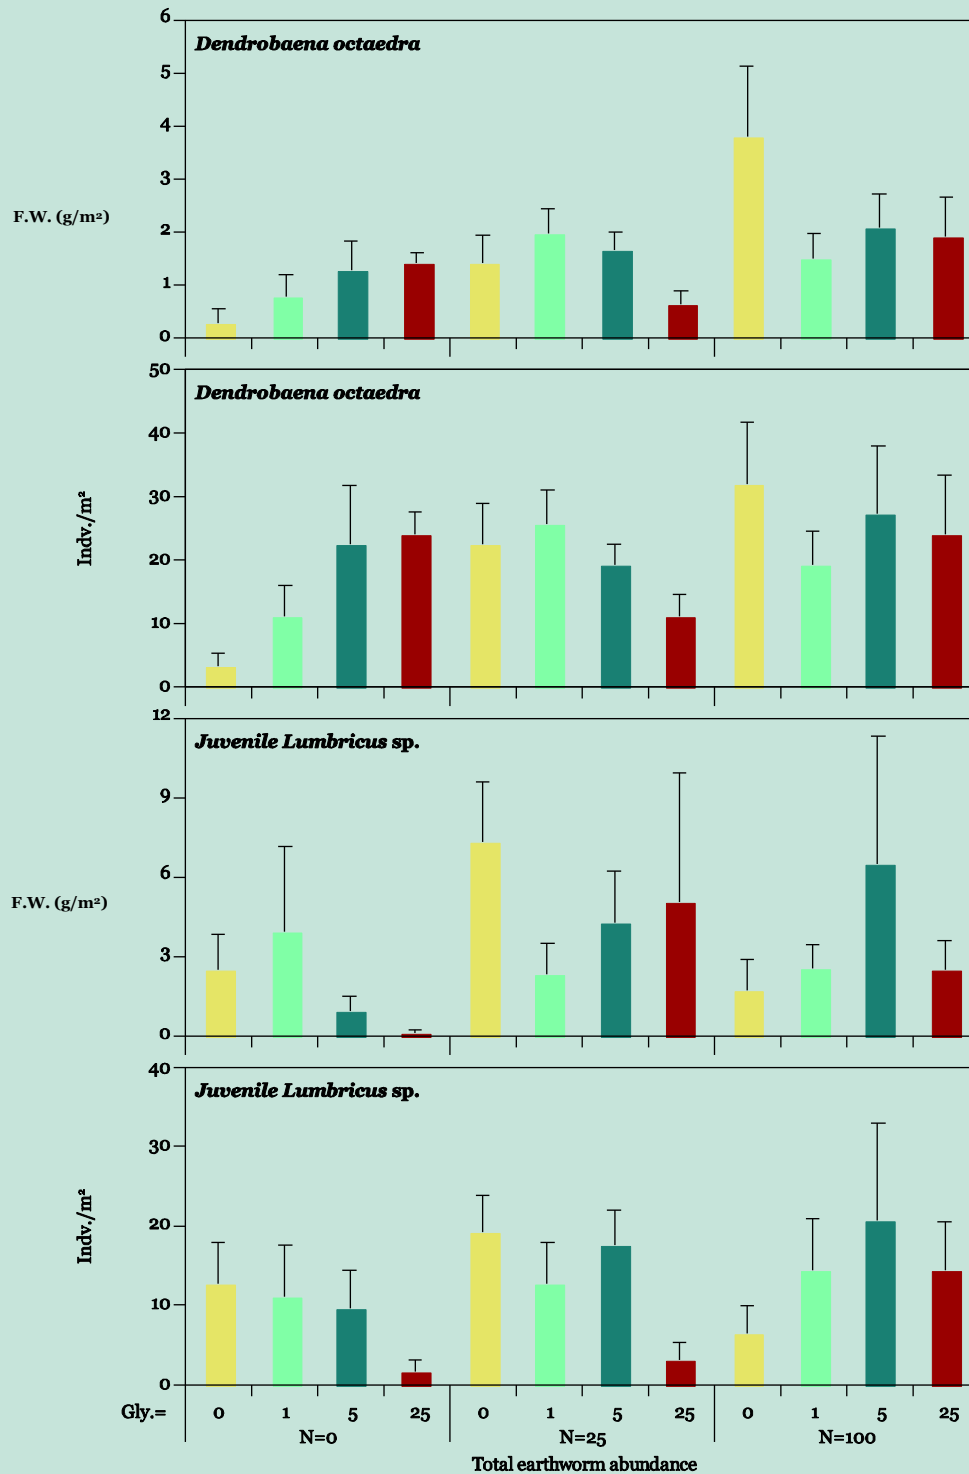 6
Dendrobaena octaedra
5
4
3
F.W. (g/m²)
2
1
0
50
Dendrobaena octaedra
40
30
Indv./m²
20
10
0
12
Juvenile Lumbricus sp.
9
6
F.W. (g/m²)
3
0
40
Juvenile Lumbricus sp.
30
Indv./m²
20
10
0
Gly.= 0 1 5 25 0 1 5 25 0 1 5 25
N=0 N=25 N=100
Total earthworm abundance